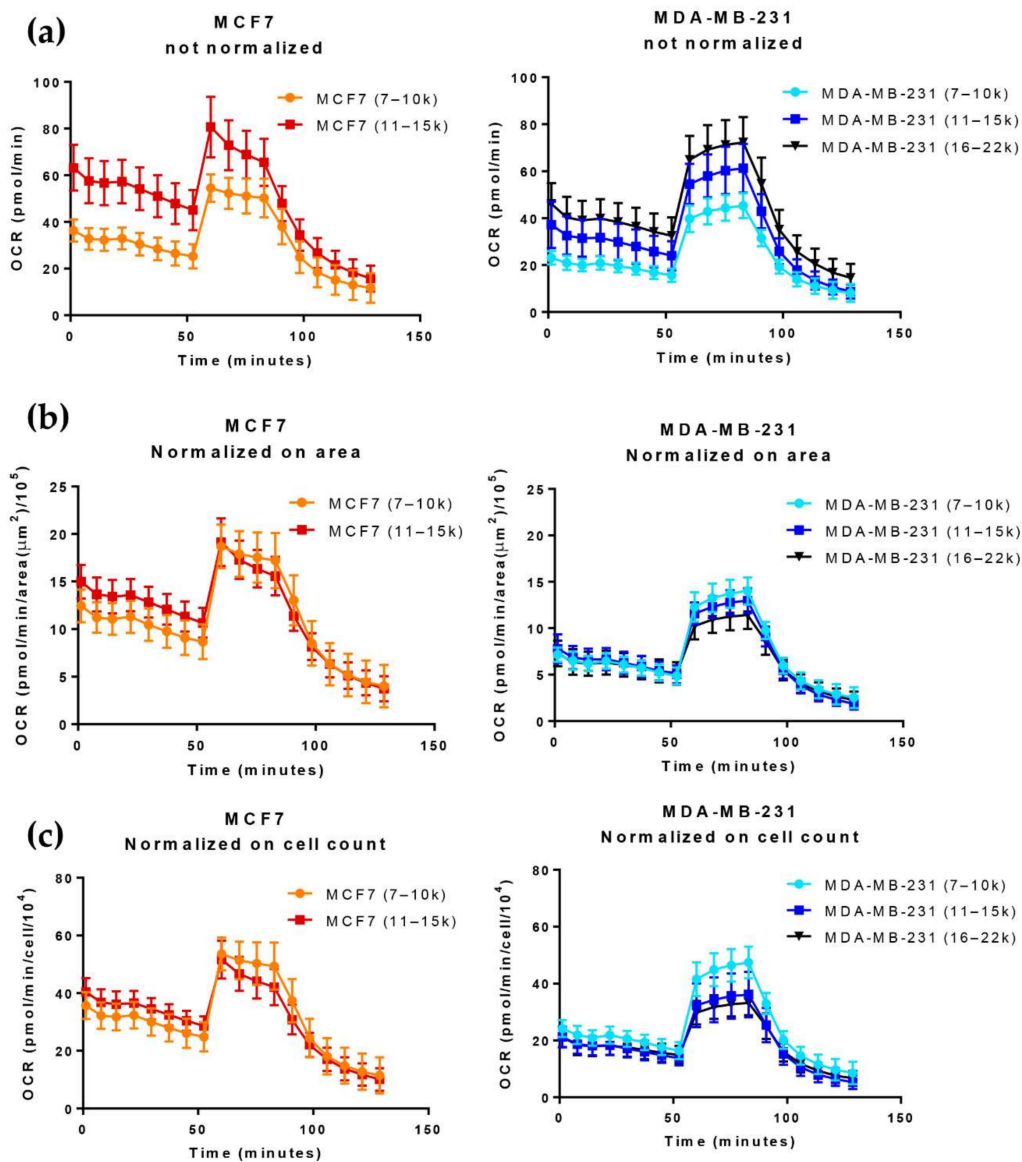 (a)
MCF7
not normalized
OCR (pmol/min)
100
80
60
40
20
0
MCF7 (7–10k)
MCF7 (11–15k)
0 50 100 150
Time (minutes)
MDA-MB-231
not normalized
OCR (pmol/min)
100
80
60
40
20
0
MDA-MB-231 (7–10k)
MDA-MB-231 (11–15k)
MDA-MB-231 (16–22k)
0 50 100 150
Time (minutes)
(b)
MCF7
Normalized on area
OCR (pmol/min/area(μm²)/10⁵)
25
20
15
10
5
0
MCF7 (7–10k)
MCF7 (11–15k)
0 50 100 150
Time (minutes)
MDA-MB-231
Normalized on area
OCR (pmol/min/area(μm²)/10⁵)
25
20
15
10
5
0
MDA-MB-231 (7–10k)
MDA-MB-231 (11–15k)
MDA-MB-231 (16–22k)
0 50 100 150
Time (minutes)
(c)
MCF7
Normalized on cell count
OCR (pmol/min/cell/10⁴)
80
60
40
20
0
MCF7 (7–10k)
MCF7 (11–15k)
0 50 100 150
Time (minutes)
MDA-MB-231
Normalized on cell count
OCR (pmol/min/cell/10⁴)
80
60
40
20
0
MDA-MB-231 (7–10k)
MDA-MB-231 (11–15k)
MDA-MB-231 (16–22k)
0 50 100 150
Time (minutes)